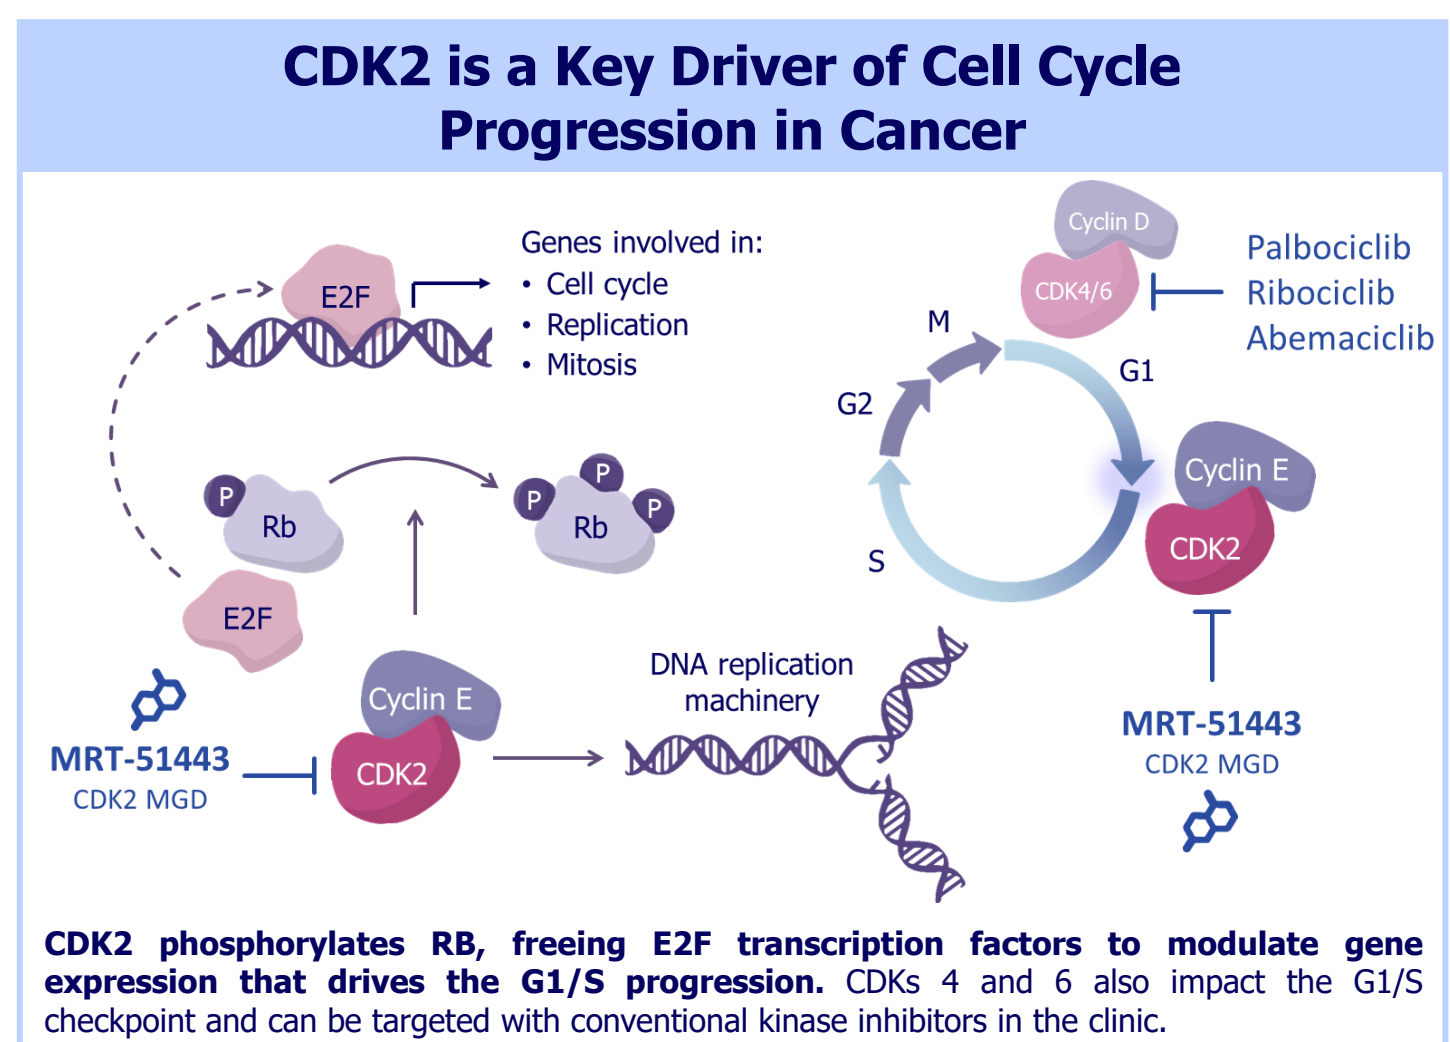 CDK2 is a Key Driver of Cell Cycle
Progression in Cancer
E2F
Genes involved in:
• Cell cycle
• Replication
• Mitosis
P
Rb
E2F
P
P
P
Rb
MRT-51443
CDK2 MGD
Cyclin E
CDK2
DNA replication
machinery
Cyclin D
CDK4/6
Palbociclib
Ribociclib
Abemaciclib
M
G1
G2
S
Cyclin E
CDK2
MRT-51443
CDK2 MGD
CDK2 phosphorylates RB, freeing E2F transcription factors to modulate gene
expression that drives the G1/S progression. CDKs 4 and 6 also impact the G1/S
checkpoint and can be targeted with conventional kinase inhibitors in the clinic.